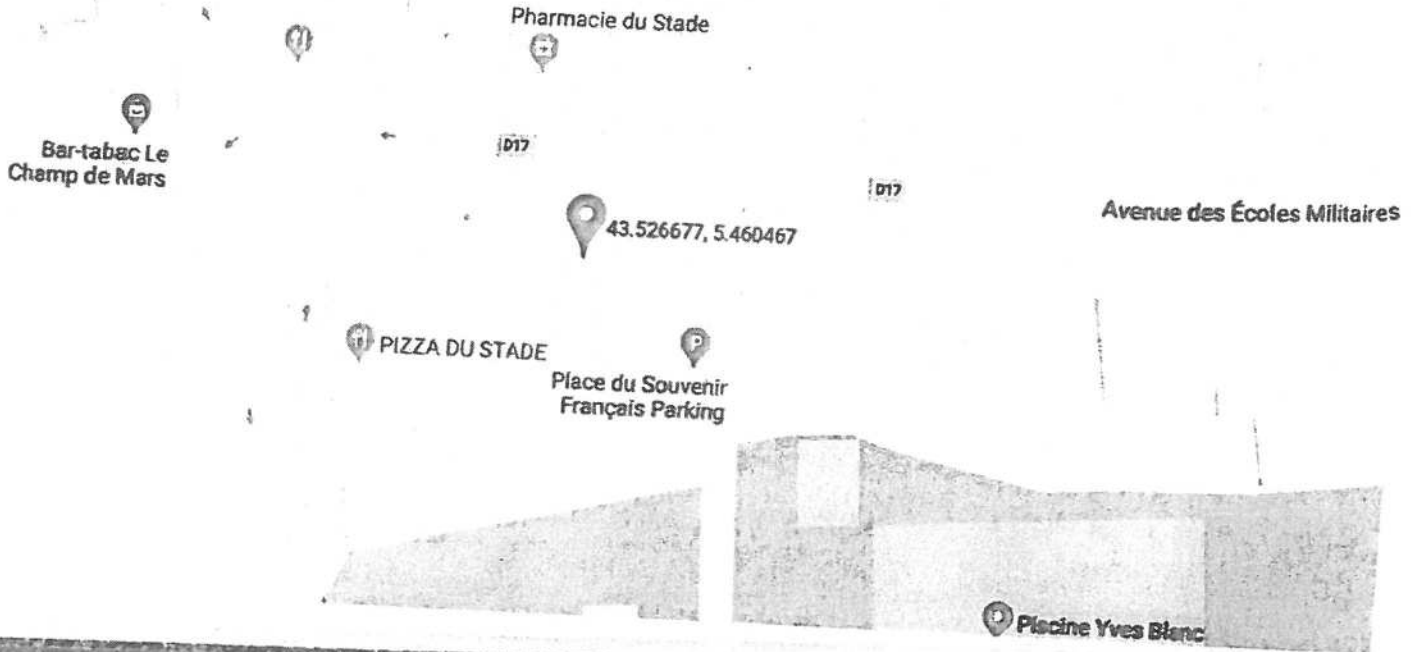 Pharmacie du Stade
Bar-tabac Le
Champ de Mars
D17
D17
Avenue des Écoles Militaires
43.526677, 5.460467
PIZZA DU STADE
P
Place du Souvenir
Français Parking
Piscine Yves Blanc